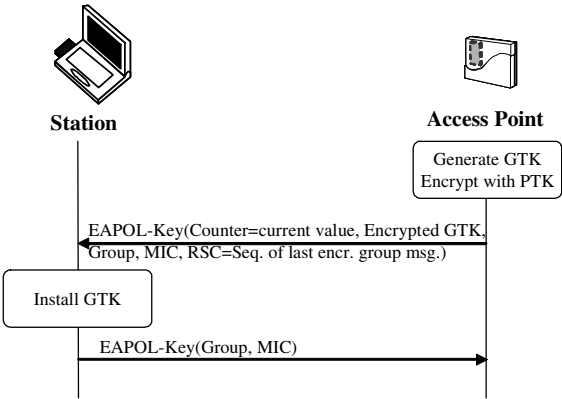 Station
Access Point
Generate GTK
Encrypt with PTK
EAPOL-Key(Counter=current value, Encrypted GTK,
Group, MIC, RSC=Seq. of last encr. group msg.)
Install GTK
EAPOL-Key(Group, MIC)